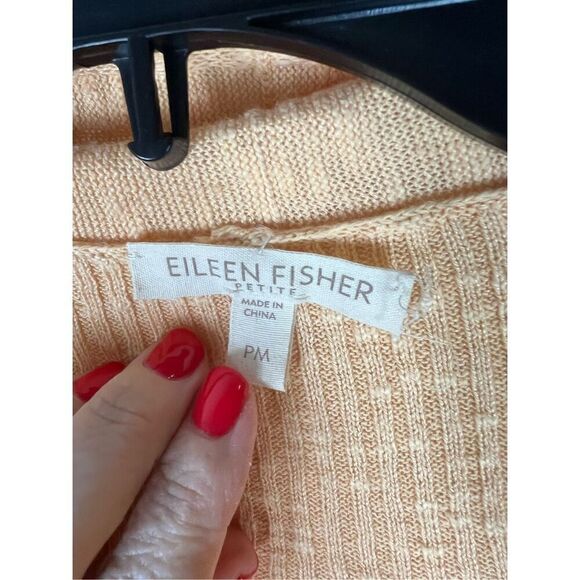 EILEEN FISHER
PETITE
MADE IN
CHINA
PM